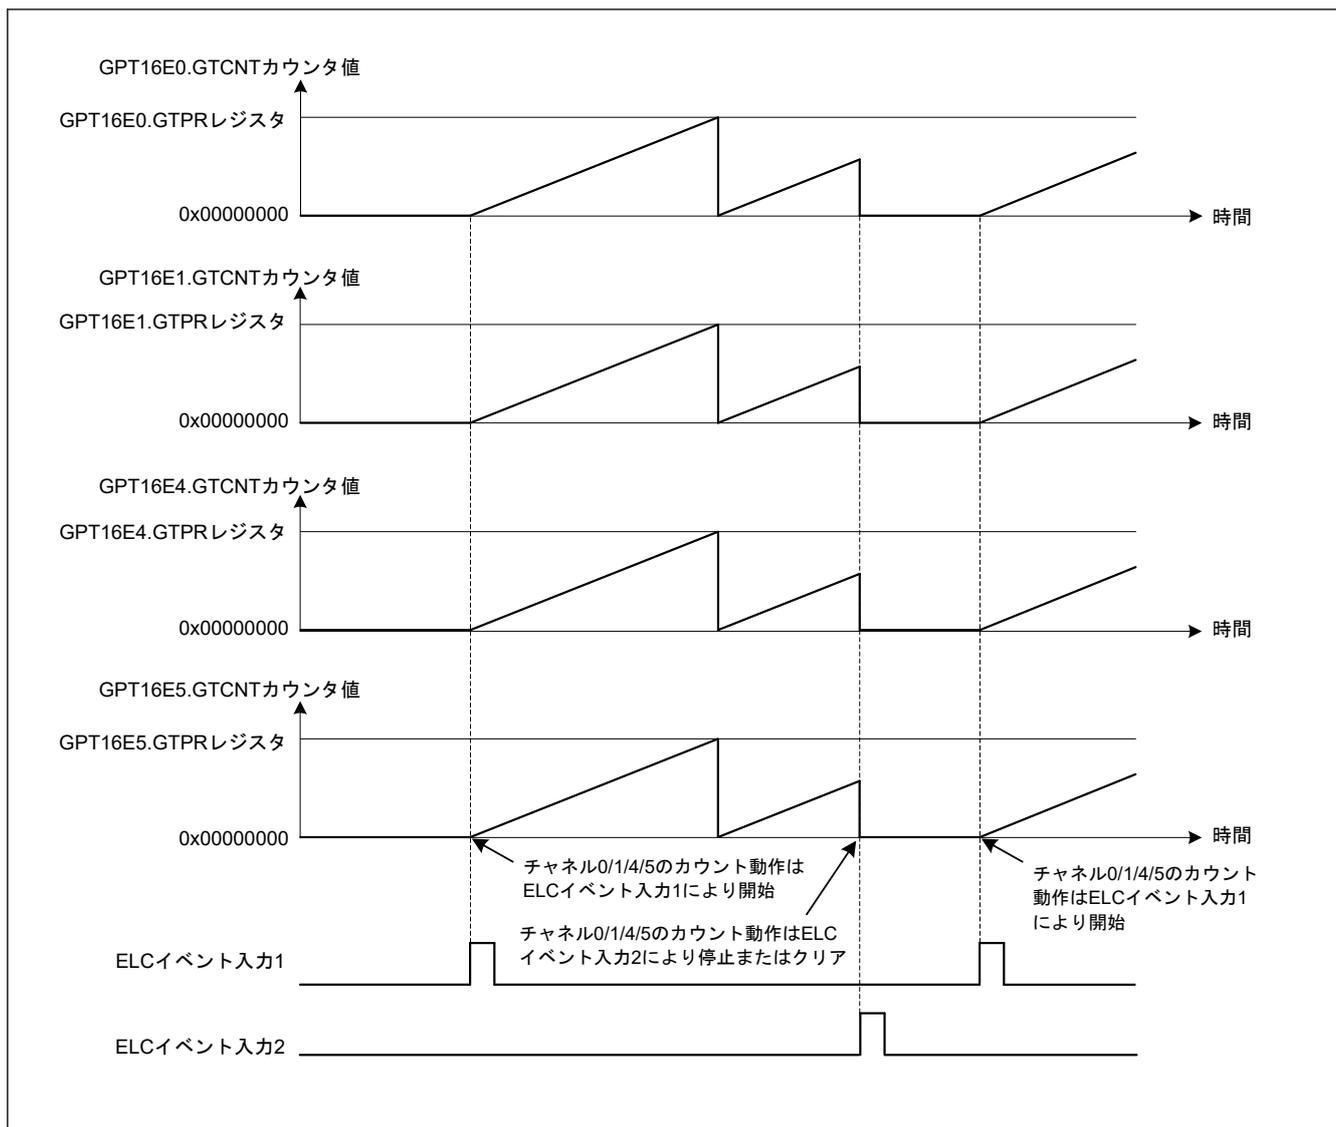 GPT16E0.GTCNTカウンタ値
GPT16E0.GTPRレジスタ
0x00000000
時間
GPT16E1.GTCNTカウンタ値
GPT16E1.GTPRレジスタ
0x00000000
時間
GPT16E4.GTCNTカウンタ値
GPT16E4.GTPRレジスタ
0x00000000
時間
GPT16E5.GTCNTカウンタ値
GPT16E5.GTPRレジスタ
0x00000000
時間
チャネル0/1/4/5のカウント動作は
ELCイベント入力1により開始
チャネル0/1/4/5のカウント
動作はELCイベント入力1
により開始
チャネル0/1/4/5のカウント動作はELC
イベント入力2により停止またはクリア
ELCイベント入力1
ELCイベント入力2